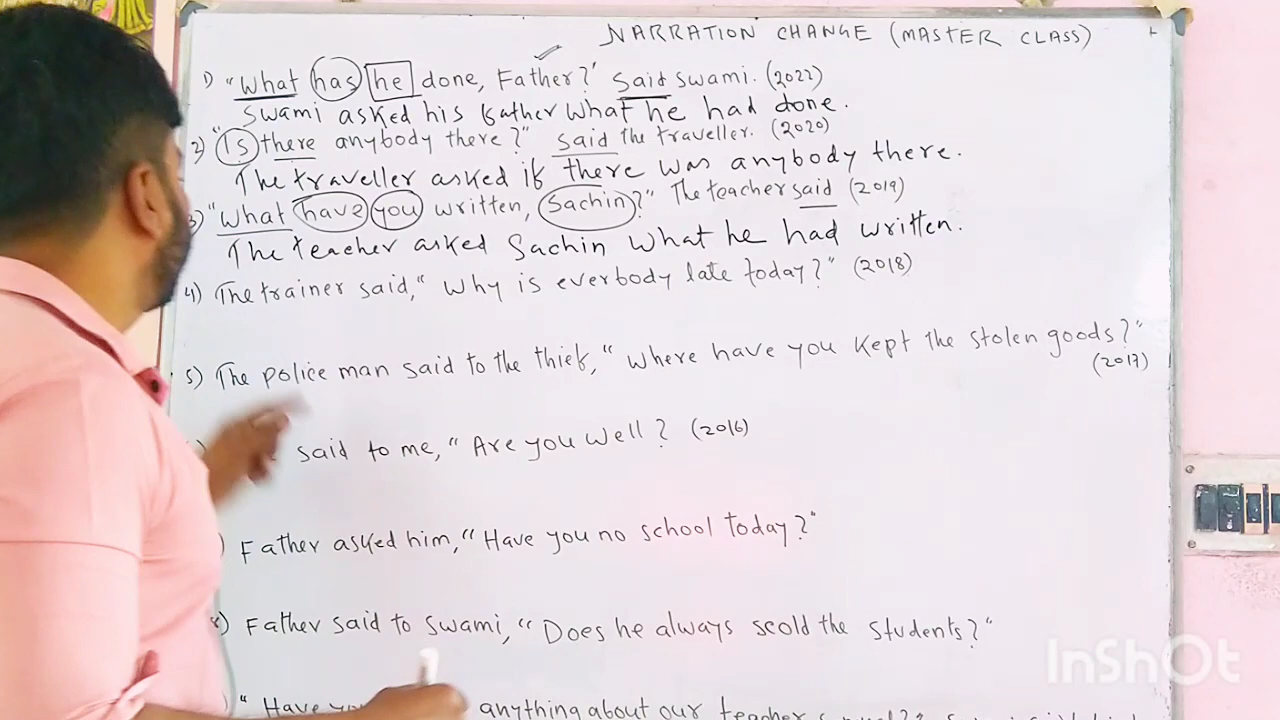 NARRATION CHANGE (MASTER CLASS)
1) "What has he done, Father?' Said Swami. (2022)
Swami asked his father what he had done.
2) "Is there anybody there?" said the traveller. (2020)
The traveller asked if there was anybody there.
3) "What have you written, Sachin?" The teacher said (2019)
The teacher asked Sachin what he had written.
4) The trainer said, "Why is everbody late today?" (2018)
5) The police man said to the thief, "Where have you kept the stolen goods?"
(2017)
said to me, "Are you well? (2016)
) Father asked him, "Have you no school today?"
8) Father said to Swami, "Does he always scold the students?"
"Have you anything about our teacher
InShOt